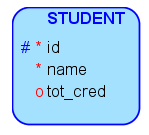 STUDENT
# * id
* name
o tot_cred